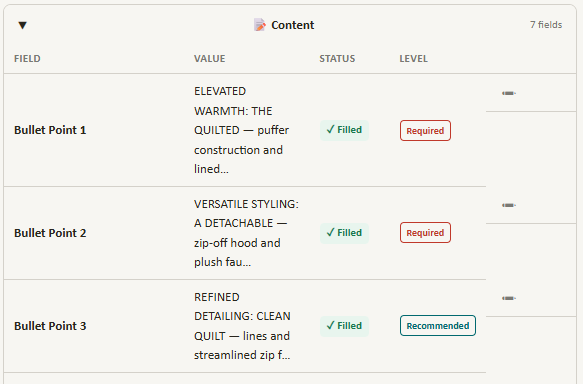 ▼ 📝 Content 7 fields
FIELD VALUE STATUS LEVEL
ELEVATED
WARMTH: THE
Bullet Point 1 QUILTED — puffer ✓ Filled Required
construction and
lined...
VERSATILE STYLING:
A DETACHABLE —
Bullet Point 2 zip-off hood and ✓ Filled Required
plush fau...
REFINED
DETAILING: CLEAN
Bullet Point 3 QUILT — lines and ✓ Filled Recommended
streamlined zip f...